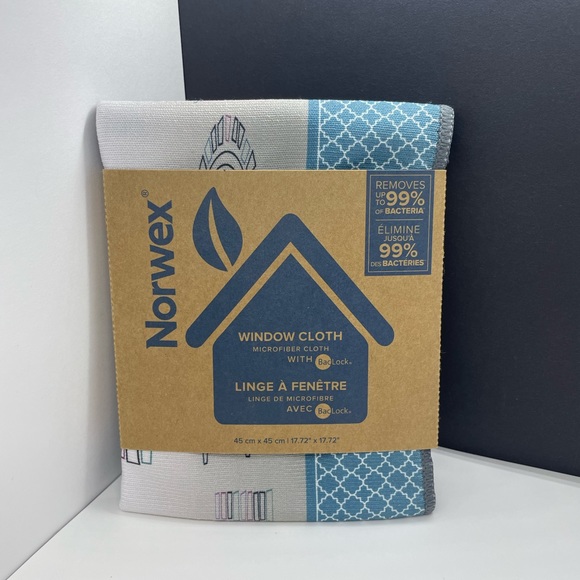 Norwex®
REMOVES
UP TO 99%
OF BACTERIA*
ÉLIMINE
JUSQU'À
99%
DES BACTÉRIES*
WINDOW CLOTH
MICROFIBER CLOTH
WITH BacLock®
LINGE À FENÊTRE
LINGE DE MICROFIBRE
AVEC BacLock®
45 cm x 45 cm | 17.72" x 17.72"